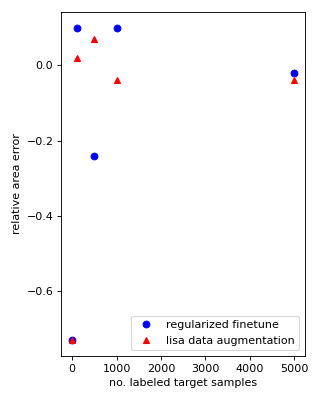 0.0
−0.2
−0.4
−0.6
relative area error
regularized finetune
lisa data augmentation
0 1000 2000 3000 4000 5000
no. labeled target samples